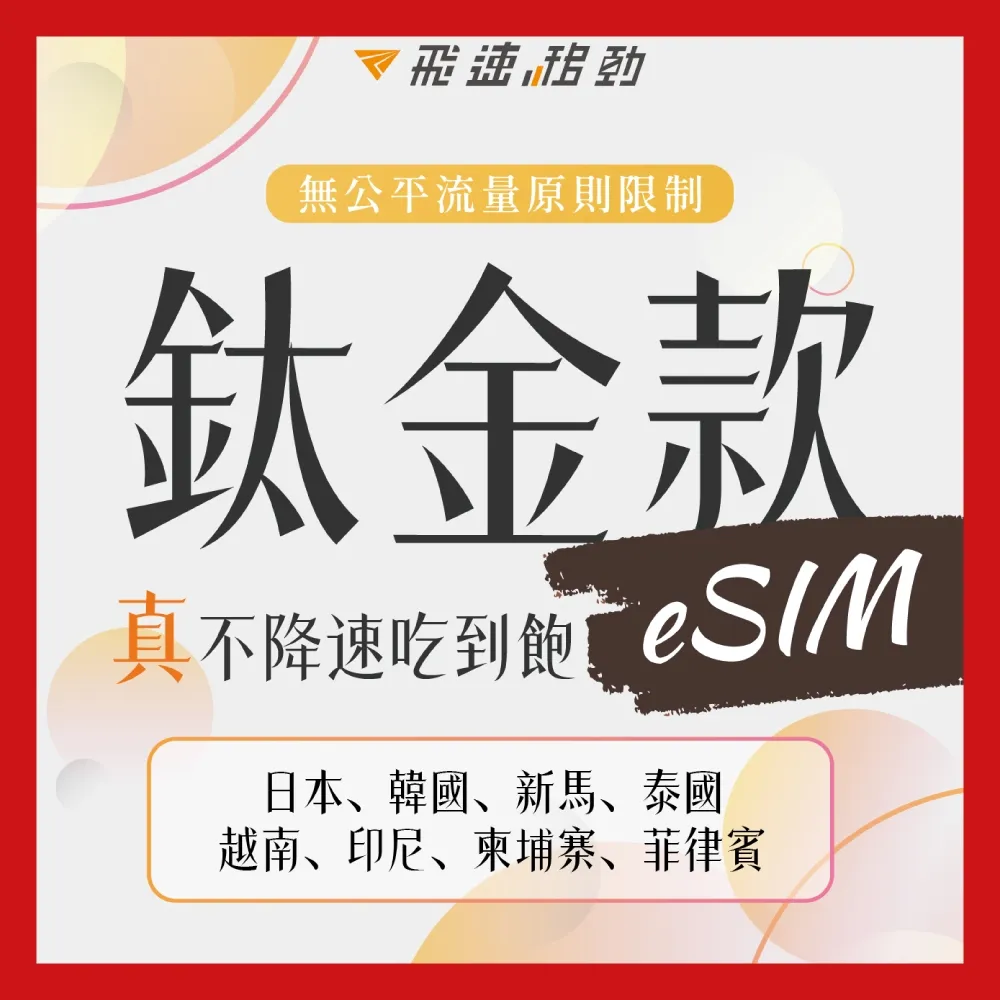 飛速移動
無公平流量原則限制
鈦金款
真不降速吃到飽
eSIM
日本、韓國、新馬、泰國
越南、印尼、柬埔寨、菲律賓